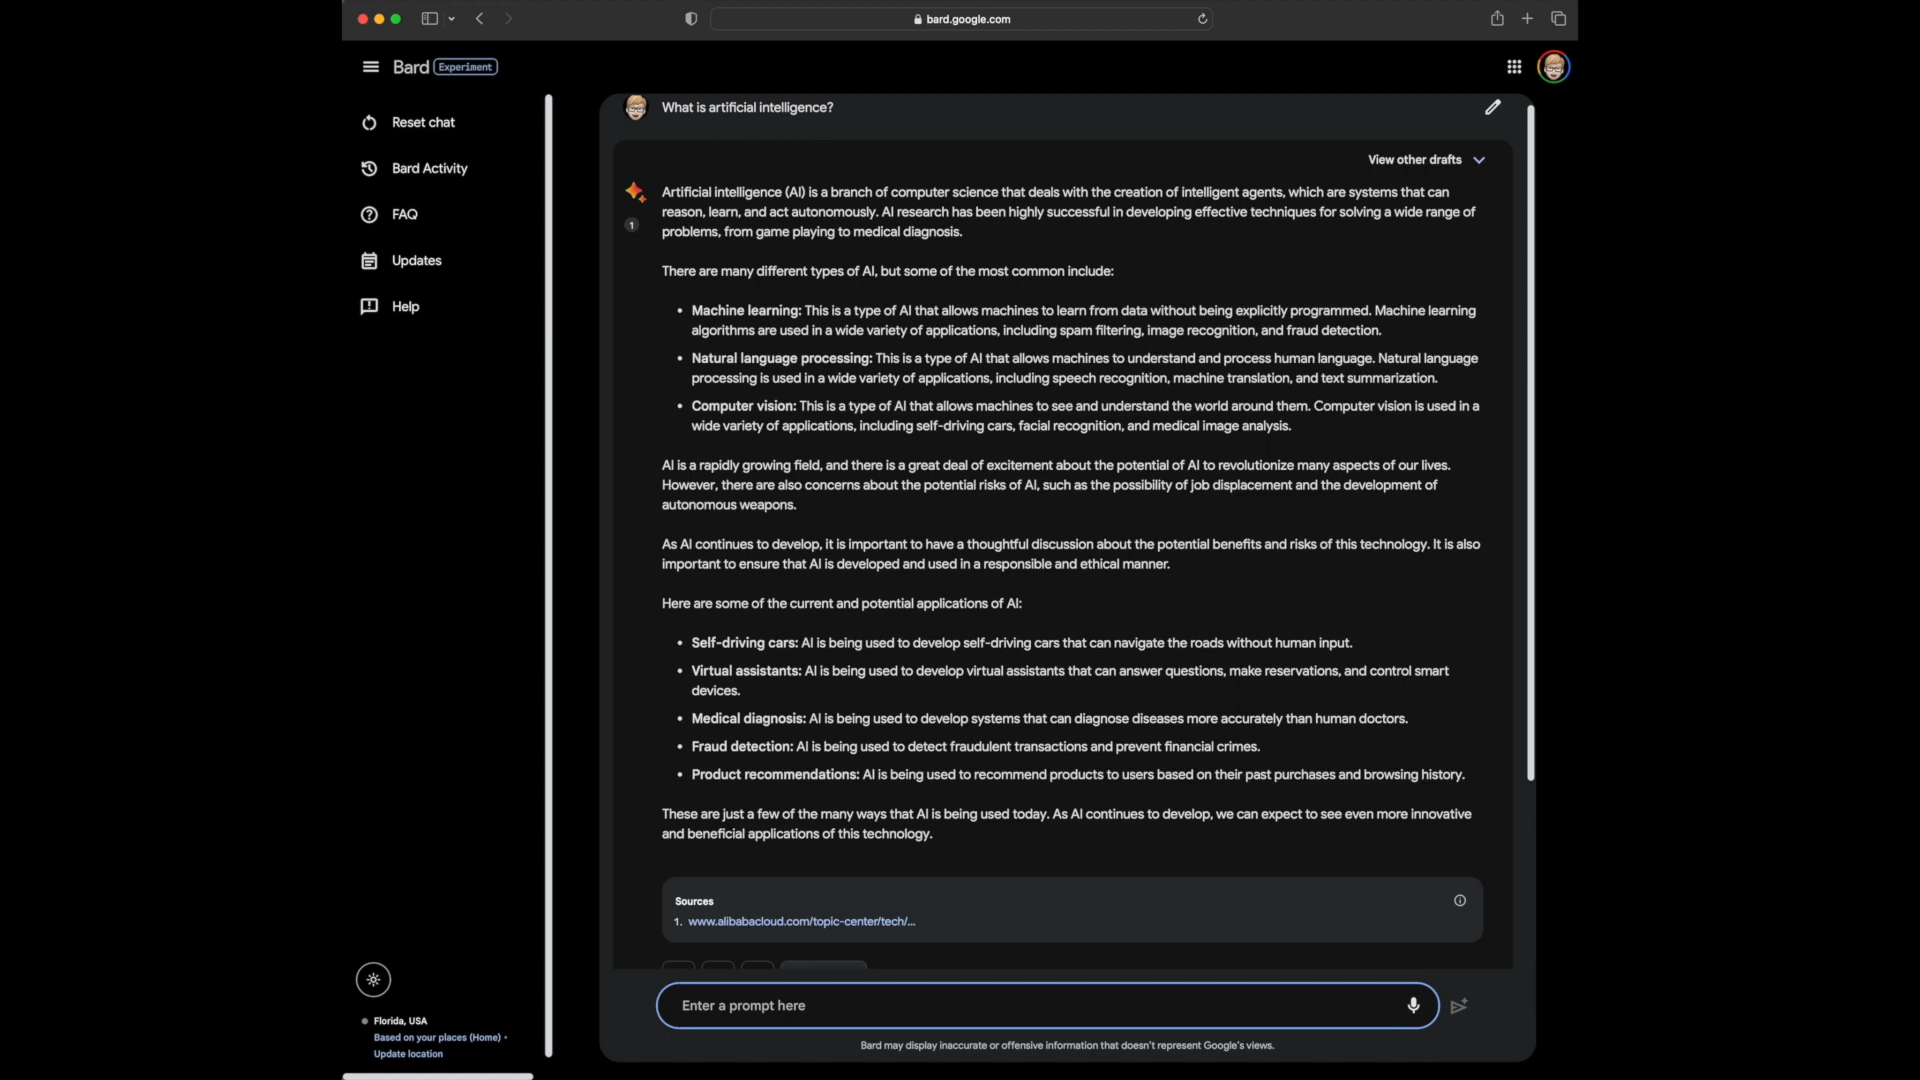 bard.google.com
Bard Experiment
Reset chat
Bard Activity
FAQ
Updates
Help
What is artificial intelligence?
View other drafts
Artificial intelligence (AI) is a branch of computer science that deals with the creation of intelligent agents, which are systems that can
reason, learn, and act autonomously. AI research has been highly successful in developing effective techniques for solving a wide range of
1
problems, from game playing to medical diagnosis.
There are many different types of AI, but some of the most common include:
• Machine learning: This is a type of AI that allows machines to learn from data without being explicitly programmed. Machine learning
algorithms are used in a wide variety of applications, including spam filtering, image recognition, and fraud detection.
• Natural language processing: This is a type of AI that allows machines to understand and process human language. Natural language
processing is used in a wide variety of applications, including speech recognition, machine translation, and text summarization.
• Computer vision: This is a type of AI that allows machines to see and understand the world around them. Computer vision is used in a
wide variety of applications, including self-driving cars, facial recognition, and medical image analysis.
AI is a rapidly growing field, and there is a great deal of excitement about the potential of AI to revolutionize many aspects of our lives.
However, there are also concerns about the potential risks of AI, such as the possibility of job displacement and the development of
autonomous weapons.
As AI continues to develop, it is important to have a thoughtful discussion about the potential benefits and risks of this technology. It is also
important to ensure that AI is developed and used in a responsible and ethical manner.
Here are some of the current and potential applications of AI:
• Self-driving cars: AI is being used to develop self-driving cars that can navigate the roads without human input.
• Virtual assistants: AI is being used to develop virtual assistants that can answer questions, make reservations, and control smart
devices.
• Medical diagnosis: AI is being used to develop systems that can diagnose diseases more accurately than human doctors.
• Fraud detection: AI is being used to detect fraudulent transactions and prevent financial crimes.
• Product recommendations: AI is being used to recommend products to users based on their past purchases and browsing history.
These are just a few of the many ways that AI is being used today. As AI continues to develop, we can expect to see even more innovative
and beneficial applications of this technology.
Sources
1. www.alibabacloud.com/topic-center/tech/...
Enter a prompt here
Florida, USA
Based on your places (Home) •
Update location
Bard may display inaccurate or offensive information that doesn't represent Google's views.